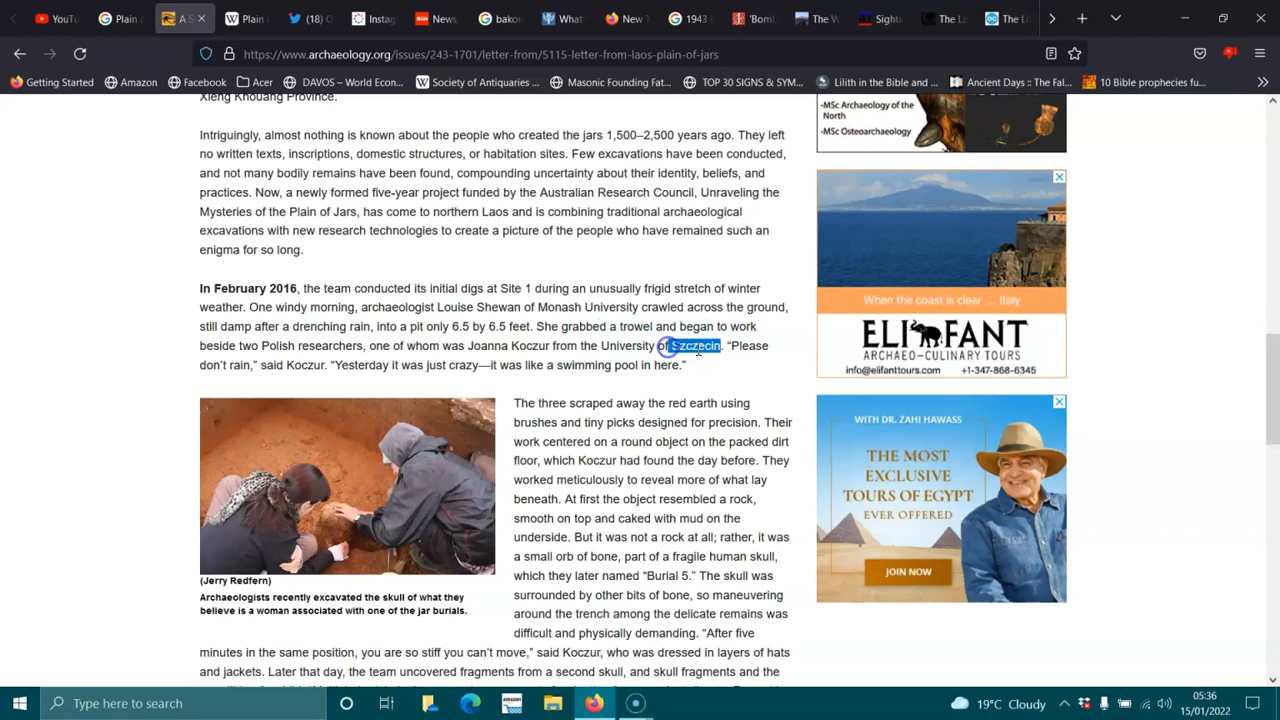 YouTu
Plain o
A S
Plain
(18) O
Instag
News.
bakon
What'
New T
1943 l
'Bomb
The W
Sights
The La
The Li
https://www.archaeology.org/issues/243-1701/letter-from/5115-letter-from-laos-plain-of-jars
Getting Started
Amazon
Facebook
Acer
DAVOS – World Econ...
Society of Antiquaries ...
Masonic Founding Fat...
TOP 30 SIGNS & SYM...
Lilith in the Bible and ...
Ancient Days :: The Fal...
10 Bible prophecies fu...
Xieng Khouang Province.
Intriguingly, almost nothing is known about the people who created the jars 1,500–2,500 years ago. They left
no written texts, inscriptions, domestic structures, or habitation sites. Few excavations have been conducted,
and not many bodily remains have been found, compounding uncertainty about their identity, beliefs, and
practices. Now, a newly formed five-year project funded by the Australian Research Council, Unraveling the
Mysteries of the Plain of Jars, has come to northern Laos and is combining traditional archaeological
excavations with new research technologies to create a picture of the people who have remained such an
enigma for so long.
In February 2016, the team conducted its initial digs at Site 1 during an unusually frigid stretch of winter
weather. One windy morning, archaeologist Louise Shewan of Monash University crawled across the ground,
still damp after a drenching rain, into a pit only 6.5 by 6.5 feet. She grabbed a trowel and began to work
beside two Polish researchers, one of whom was Joanna Koczur from the University of Szczecin. “Please
don’t rain,” said Koczur. “Yesterday it was just crazy—it was like a swimming pool in here.”
The three scraped away the red earth using
brushes and tiny picks designed for precision. Their
work centered on a round object on the packed dirt
floor, which Koczur had found the day before. They
worked meticulously to reveal more of what lay
beneath. At first the object resembled a rock,
smooth on top and caked with mud on the
underside. But it was not a rock at all; rather, it was
a small orb of bone, part of a fragile human skull,
which they later named “Burial 5.” The skull was
surrounded by other bits of bone, so maneuvering
around the trench among the delicate remains was
difficult and physically demanding. “After five
(Jerry Redfern)
Archaeologists recently excavated the skull of what they
believe is a woman associated with one of the jar burials.
minutes in the same position, you are so stiff you can’t move,” said Koczur, who was dressed in layers of hats
and jackets. Later that day, the team uncovered fragments from a second skull, and skull fragments and the
-MSc Archaeology of the
North
-MSc Osteoarchaeology
When the coast is clear ... Italy
ELIFANT
ARCHAEO-CULINARY TOURS
info@elifanttours.com +1-347-868-6345
WITH DR. ZAHI HAWASS
THE MOST
EXCLUSIVE
TOURS OF EGYPT
EVER OFFERED
JOIN NOW
Type here to search
amazon
19°C Cloudy
05:36
15/01/2022